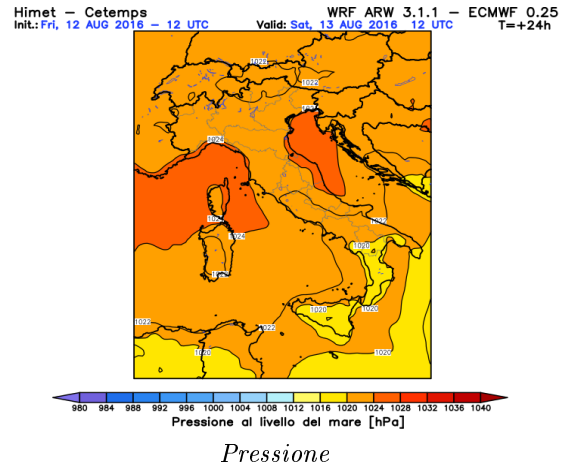 Himet – Cetemps WRF ARW 3.1.1 – ECMWF 0.25
Init.: Fri, 12 AUG 2016 – 12 UTC Valid: Sat, 13 AUG 2016 12 UTC T=+24h
1022
1024
1024
1024
1022
1020
1022
1022
1020
1020
1020
1020
980 984 988 992 996 1000 1004 1008 1012 1016 1020 1024 1028 1032 1036 1040
Pressione al livello del mare [hPa]
Pressione